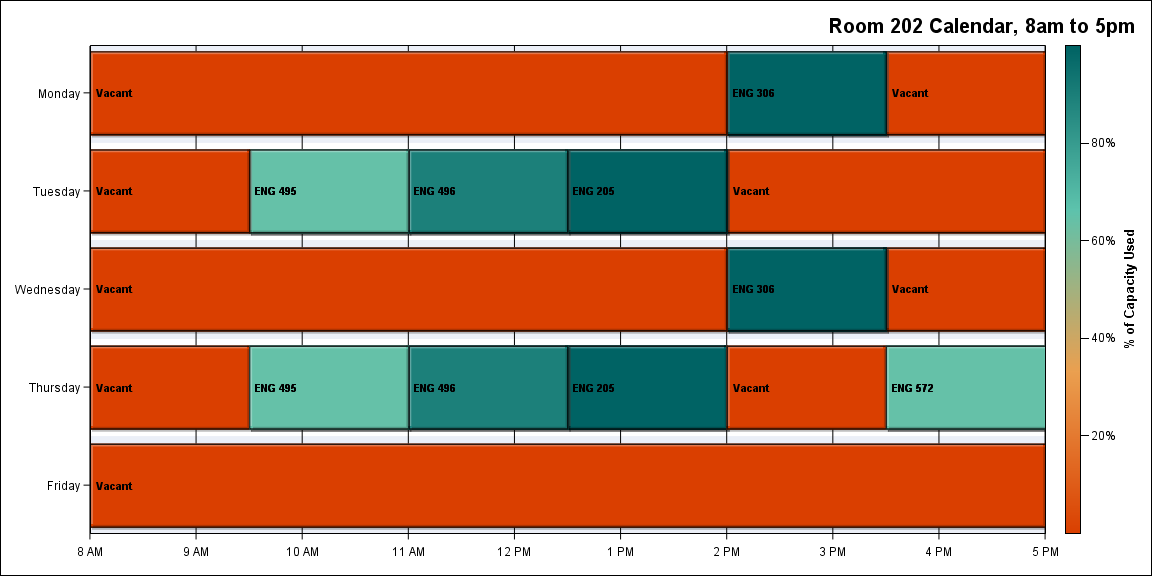 Room 202 Calendar, 8am to 5pm
Monday
Vacant
ENG 306
Vacant
Tuesday
Vacant
ENG 495
ENG 496
ENG 205
Vacant
Wednesday
Vacant
ENG 306
Vacant
Thursday
Vacant
ENG 495
ENG 496
ENG 205
Vacant
ENG 572
Friday
Vacant
8 AM
9 AM
10 AM
11 AM
12 PM
1 PM
2 PM
3 PM
4 PM
5 PM
80%
60%
40%
20%
% of Capacity Used